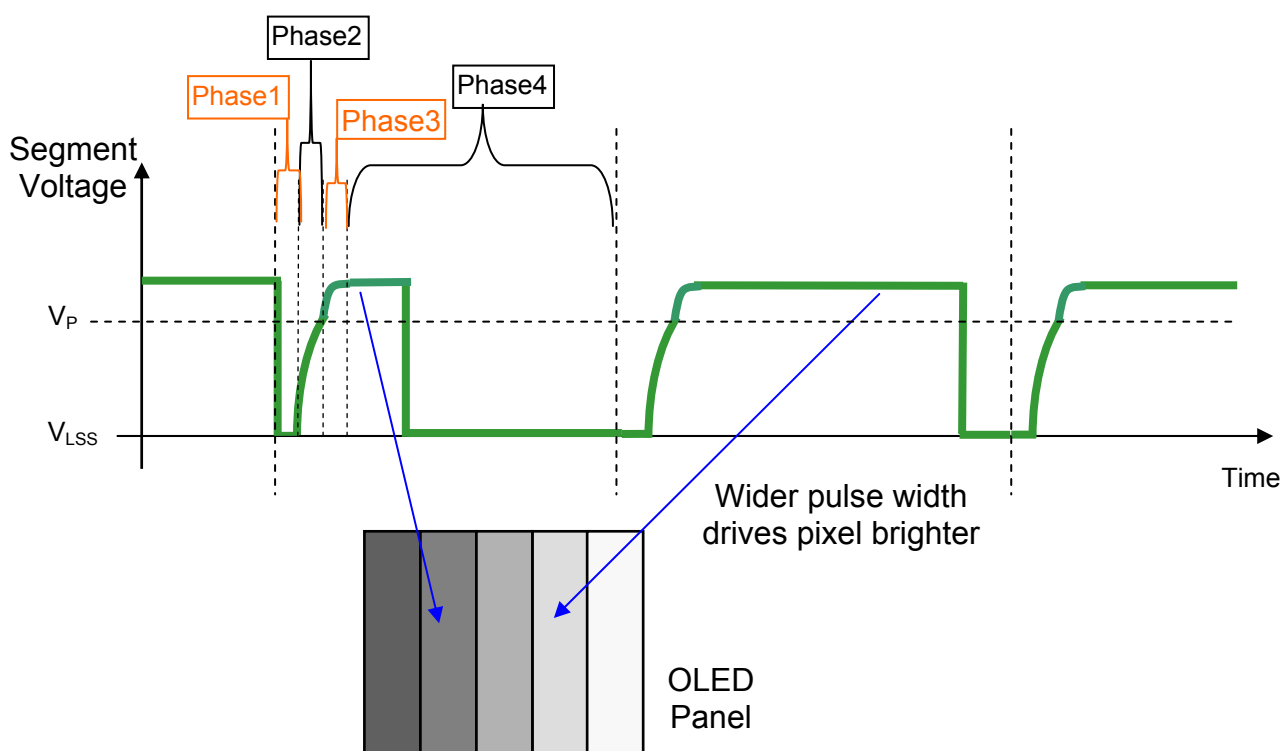 Phase2
Phase1
Phase4
Phase3
Segment
Voltage
VP
VLSS
Time
Wider pulse width
drives pixel brighter
OLED
Panel